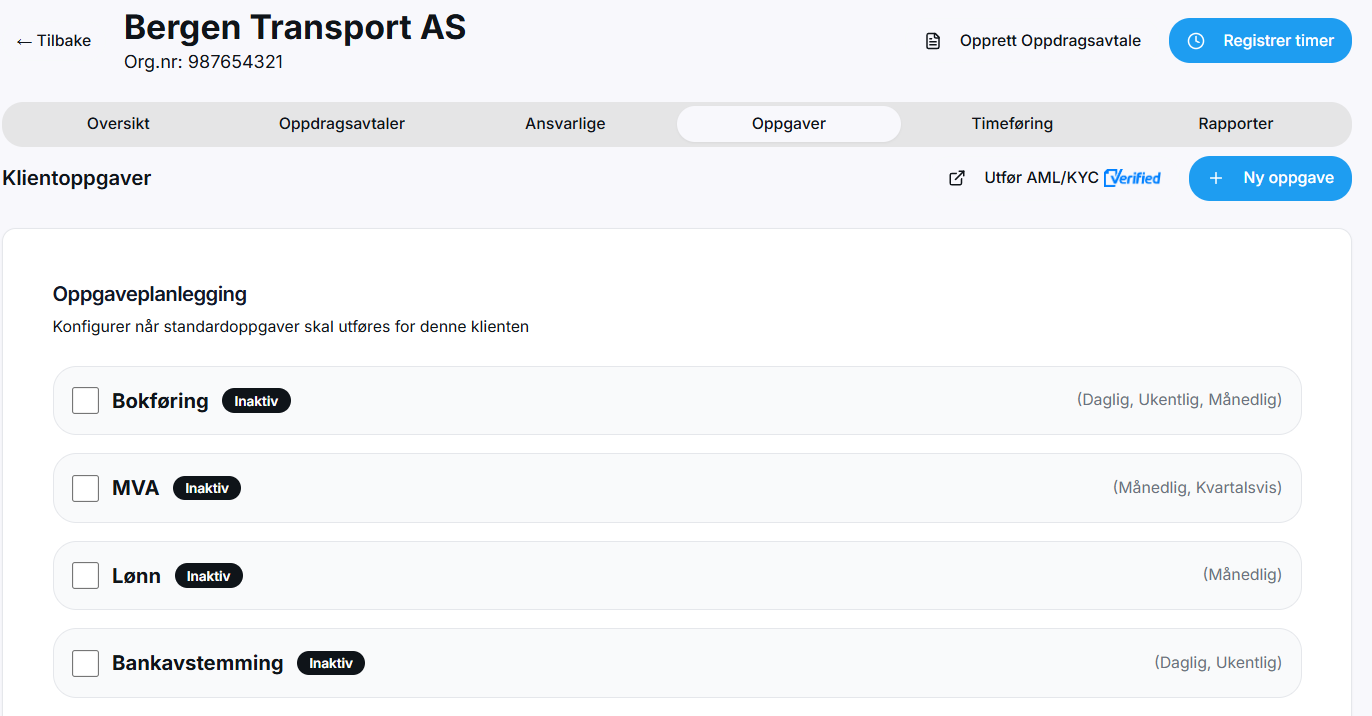 ← Tilbake
Bergen Transport AS
Org.nr: 987654321
Opprett Oppdragsavtale
Registrer timer
Oversikt
Oppdragsavtaler
Ansvarlige
Oppgaver
Timeføring
Rapporter
Klientoppgaver
Utfør AML/KYC Verified
+ Ny oppgave
Oppgaveplanlegging
Konfigurer når standardoppgaver skal utføres for denne klienten
Bokføring Inaktiv (Daglig, Ukentlig, Månedlig)
MVA Inaktiv (Månedlig, Kvartalsvis)
Lønn Inaktiv (Månedlig)
Bankavstemming Inaktiv (Daglig, Ukentlig)